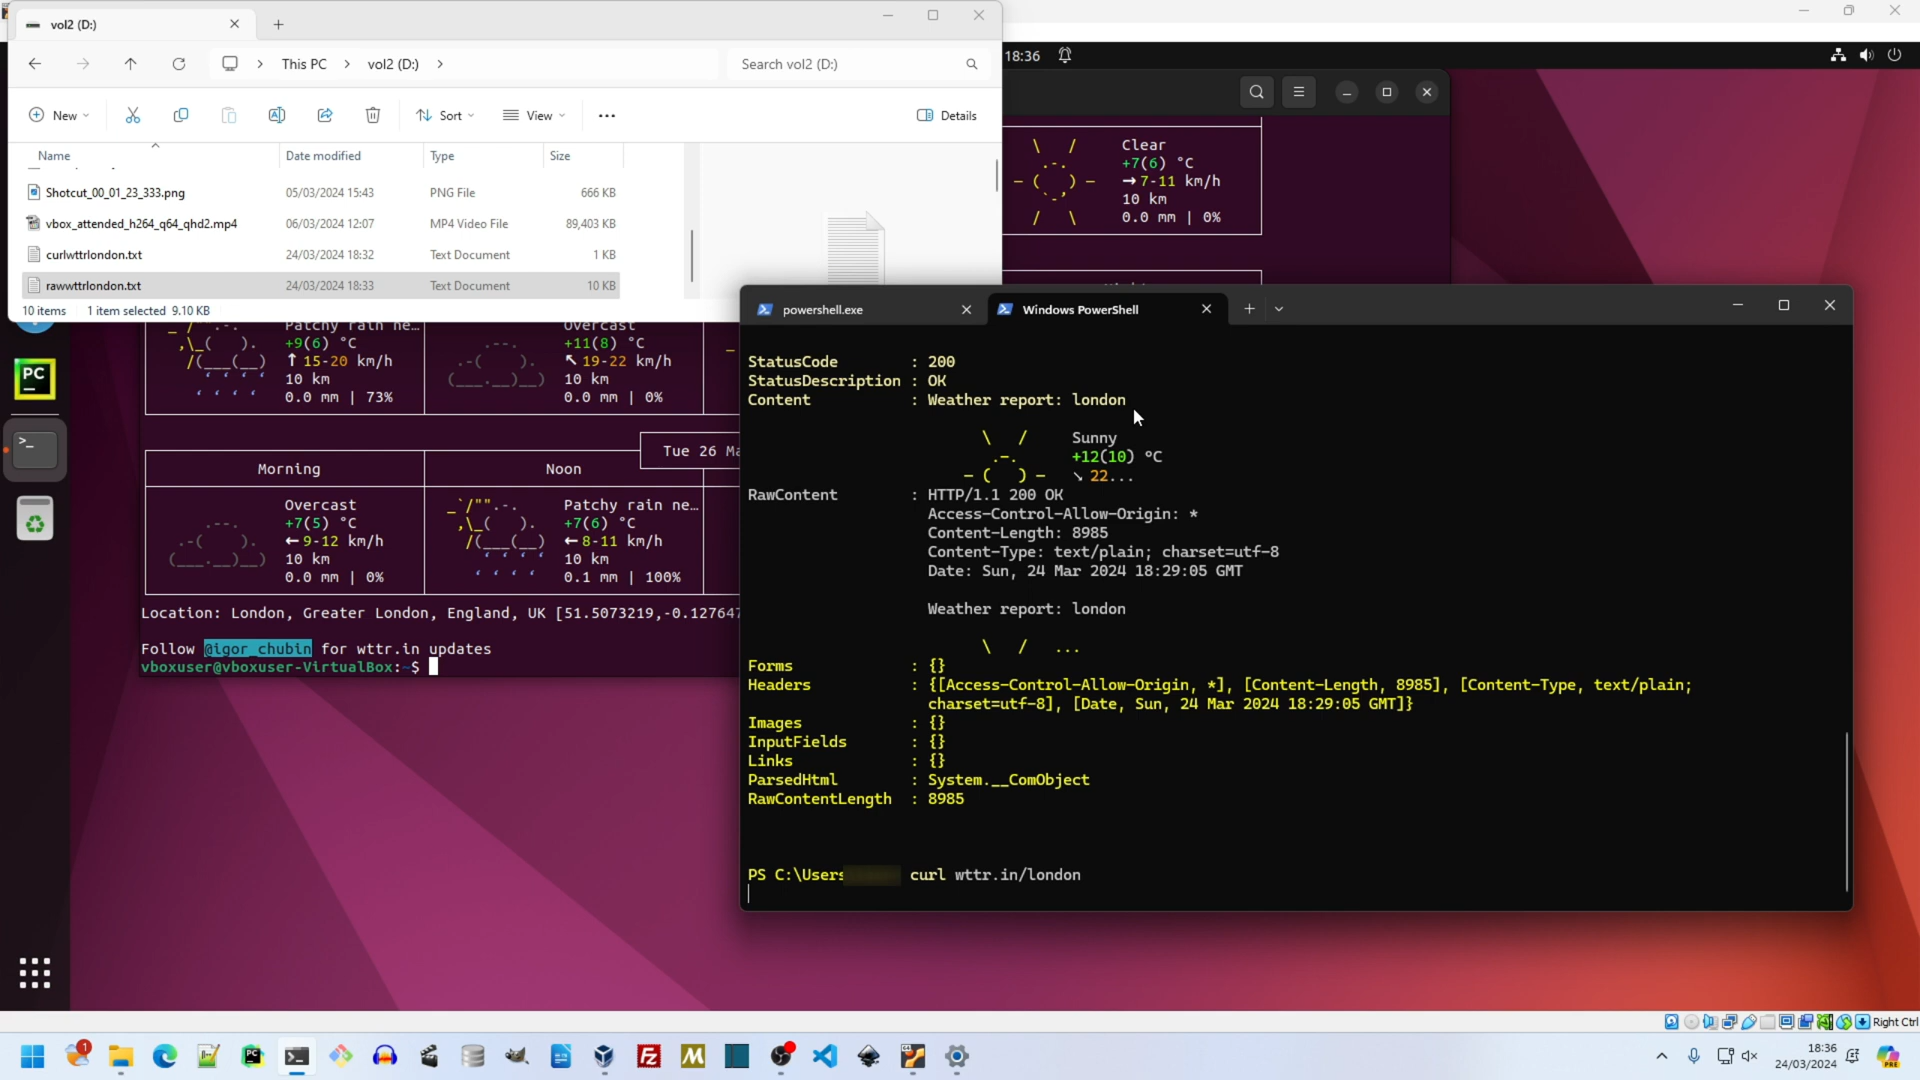 vol2 (D:)
This PC
vol2 (D:)
Search vol2 (D:)
New
Sort
View
Details
Name
Date modified
Type
Size
Shotcut_00_01_23_333.png
05/03/2024 15:43
PNG File
666 KB
vbox_attended_h264_q64_qhd2.mp4
06/03/2024 12:07
MP4 Video File
89,403 KB
curlwttrlondon.txt
24/03/2024 18:32
Text Document
1 KB
rawwttrlondon.txt
24/03/2024 18:33
Text Document
10 KB
10 items
1 item selected 9.10 KB
18:36
Clear
+7(6) °C
→ 7-11 km/h
10 km
0.0 mm | 0%
Patchy rain ne…
+9(6) °C
↑ 15-20 km/h
10 km
0.0 mm | 73%
Overcast
+11(8) °C
↖ 19-22 km/h
10 km
0.0 mm | 0%
Tue 26 Ma
Morning
Noon
Overcast
+7(5) °C
← 9-12 km/h
10 km
0.0 mm | 0%
Patchy rain ne…
+7(6) °C
← 8-11 km/h
10 km
0.1 mm | 100%
Location: London, Greater London, England, UK [51.5073219,-0.127647
Follow @igor_chubin for wttr.in updates
vboxuser@vboxuser-VirtualBox:~$
PC
powershell.exe
Windows PowerShell
StatusCode : 200
StatusDescription : OK
Content : Weather report: london
Sunny
+12(10) °C
↘ 22...
RawContent : HTTP/1.1 200 OK
Access-Control-Allow-Origin: *
Content-Length: 8985
Content-Type: text/plain; charset=utf-8
Date: Sun, 24 Mar 2024 18:29:05 GMT
Weather report: london
\ / ...
Forms : {}
Headers : {[Access-Control-Allow-Origin, *], [Content-Length, 8985], [Content-Type, text/plain;
charset=utf-8], [Date, Sun, 24 Mar 2024 18:29:05 GMT]}
Images : {}
InputFields : {}
Links : {}
ParsedHtml : System.__ComObject
RawContentLength : 8985
PS C:\Users curl wttr.in/london
Right Ctrl
1
18:36
24/03/2024